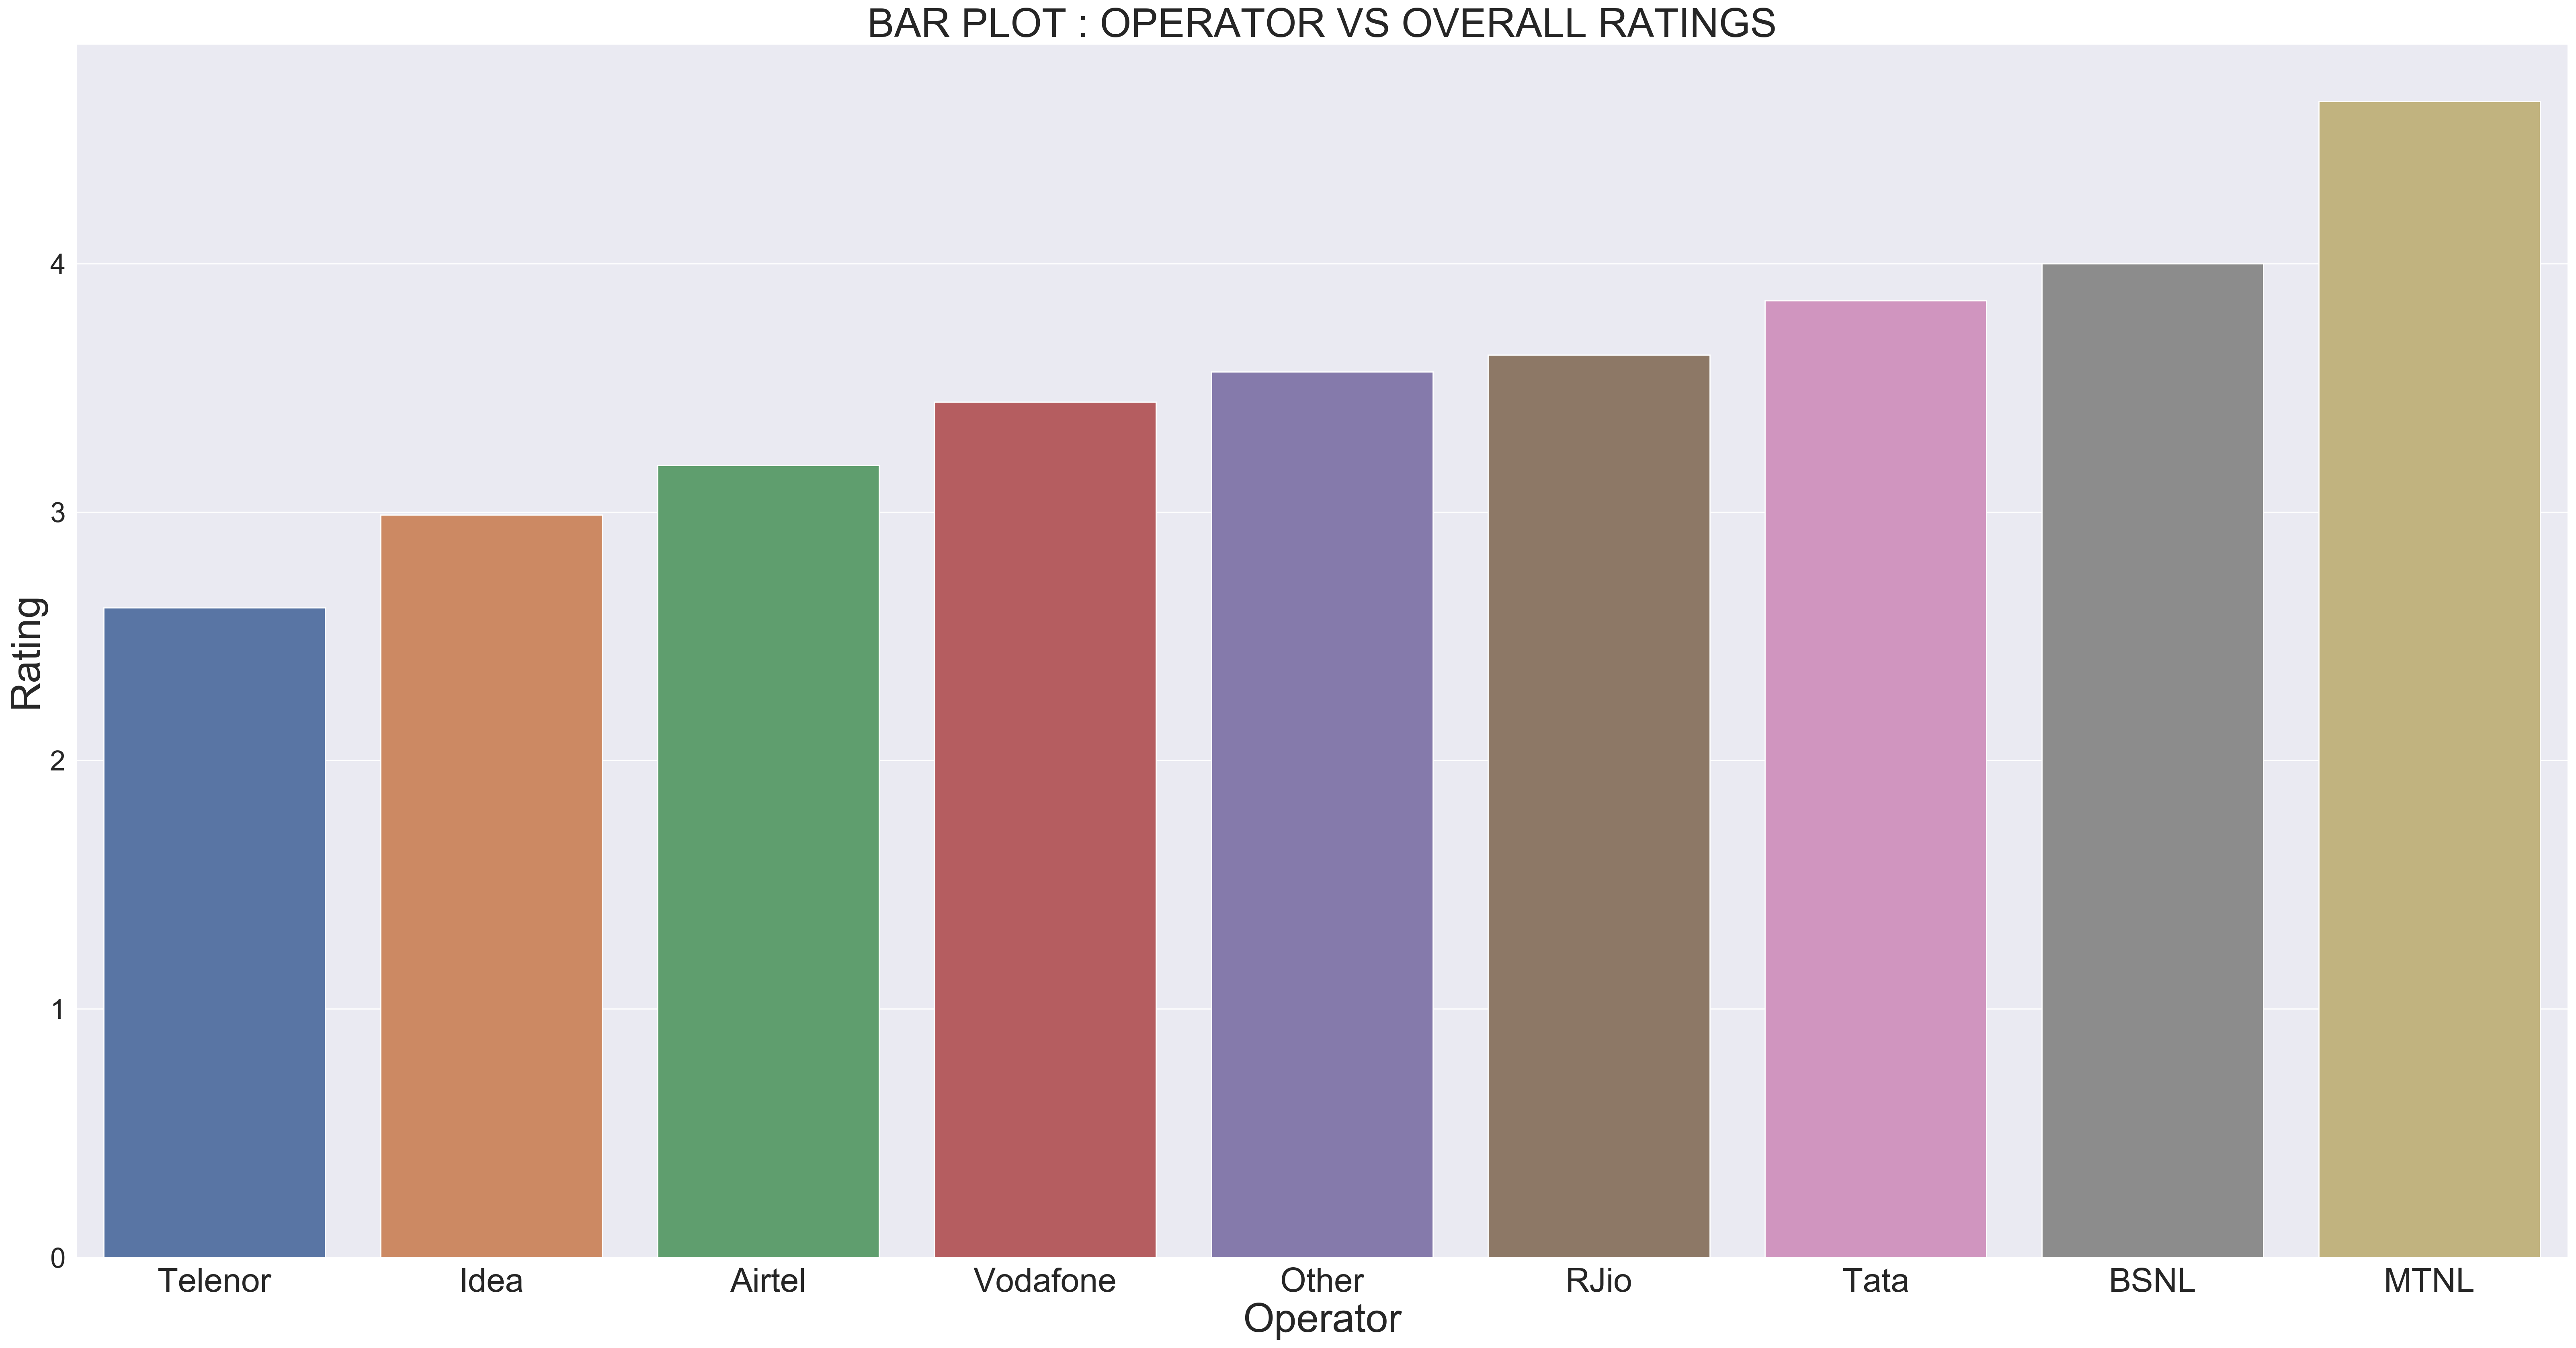 BAR PLOT : OPERATOR VS OVERALL RATINGS
4
3
2
1
0
Rating
Telenor Idea Airtel Vodafone Other RJio Tata BSNL MTNL
Operator